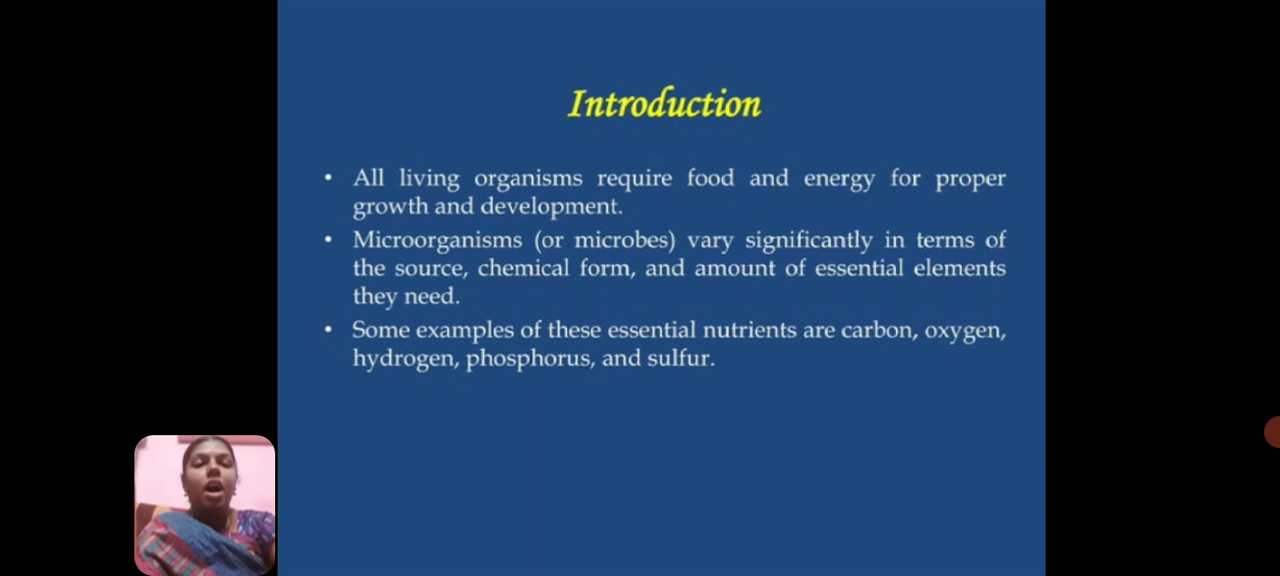 Introduction
• All living organisms require food and energy for proper
growth and development.
• Microorganisms (or microbes) vary significantly in terms of
the source, chemical form, and amount of essential elements
they need.
• Some examples of these essential nutrients are carbon, oxygen,
hydrogen, phosphorus, and sulfur.